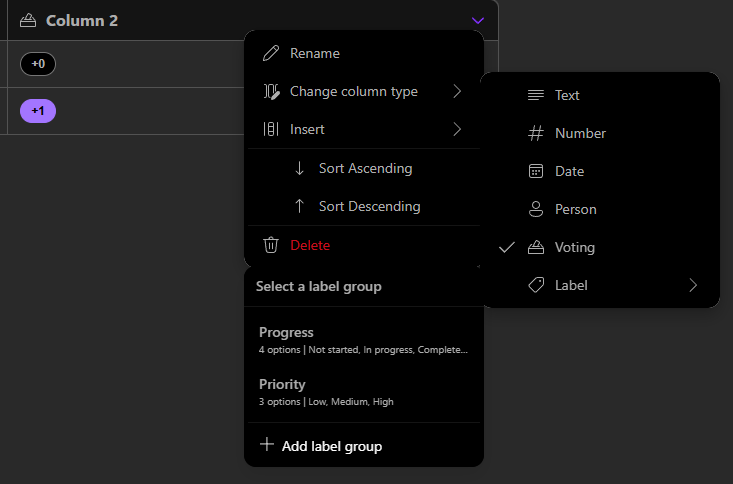 Column 2
+0
+1
Rename
Change column type
Insert
Sort Ascending
Sort Descending
Delete
Text
Number
Date
Person
Voting
Label
Select a label group
Progress
4 options | Not started, In progress, Complete...
Priority
3 options | Low, Medium, High
Add label group